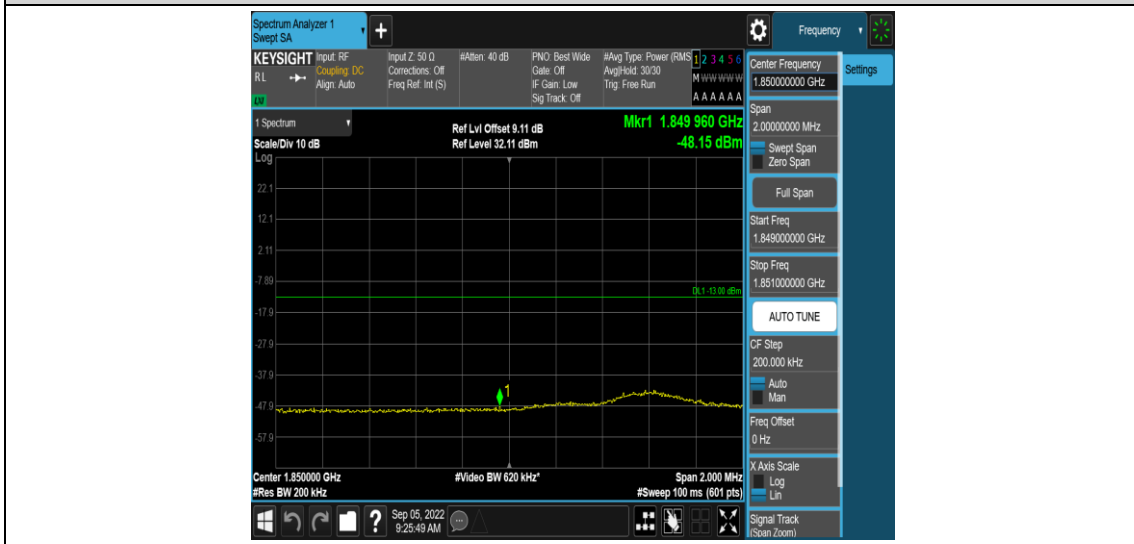 Spectrum Analyzer 1
Swept SA
+
Frequency
KEYSIGHT
RL
LXI
Input: RF
Coupling: DC
Align: Auto
Input Z: 50 Ω
Corrections: Off
Freq Ref: Int (S)
#Atten: 40 dB
PNO: Best Wide
Gate: Off
IF Gain: Low
Sig Track: Off
#Avg Type: Power (RMS
Avg|Hold: 30/30
Trig: Free Run
1 2 3 4 5 6
M W W W W W
A A A A A A
1 Spectrum
Scale/Div 10 dB
Ref Lvl Offset 9.11 dB
Ref Level 32.11 dBm
Mkr1 1.849 960 GHz
-48.15 dBm
Log
22.1
12.1
2.11
-7.89
DL1 -13.00 dBm
-17.9
-27.9
-37.9
1
-47.9
-57.9
Center 1.850000 GHz
#Res BW 200 kHz
#Video BW 620 kHz*
Span 2.000 MHz
#Sweep 100 ms (601 pts)
Center Frequency
1.850000000 GHz
Settings
Span
2.00000000 MHz
Swept Span
Zero Span
Full Span
Start Freq
1.849000000 GHz
Stop Freq
1.851000000 GHz
AUTO TUNE
CF Step
200.000 kHz
Auto
Man
Freq Offset
0 Hz
X Axis Scale
Log
Lin
Signal Track
(Span Zoom)
?
Sep 05, 2022
9:25:49 AM